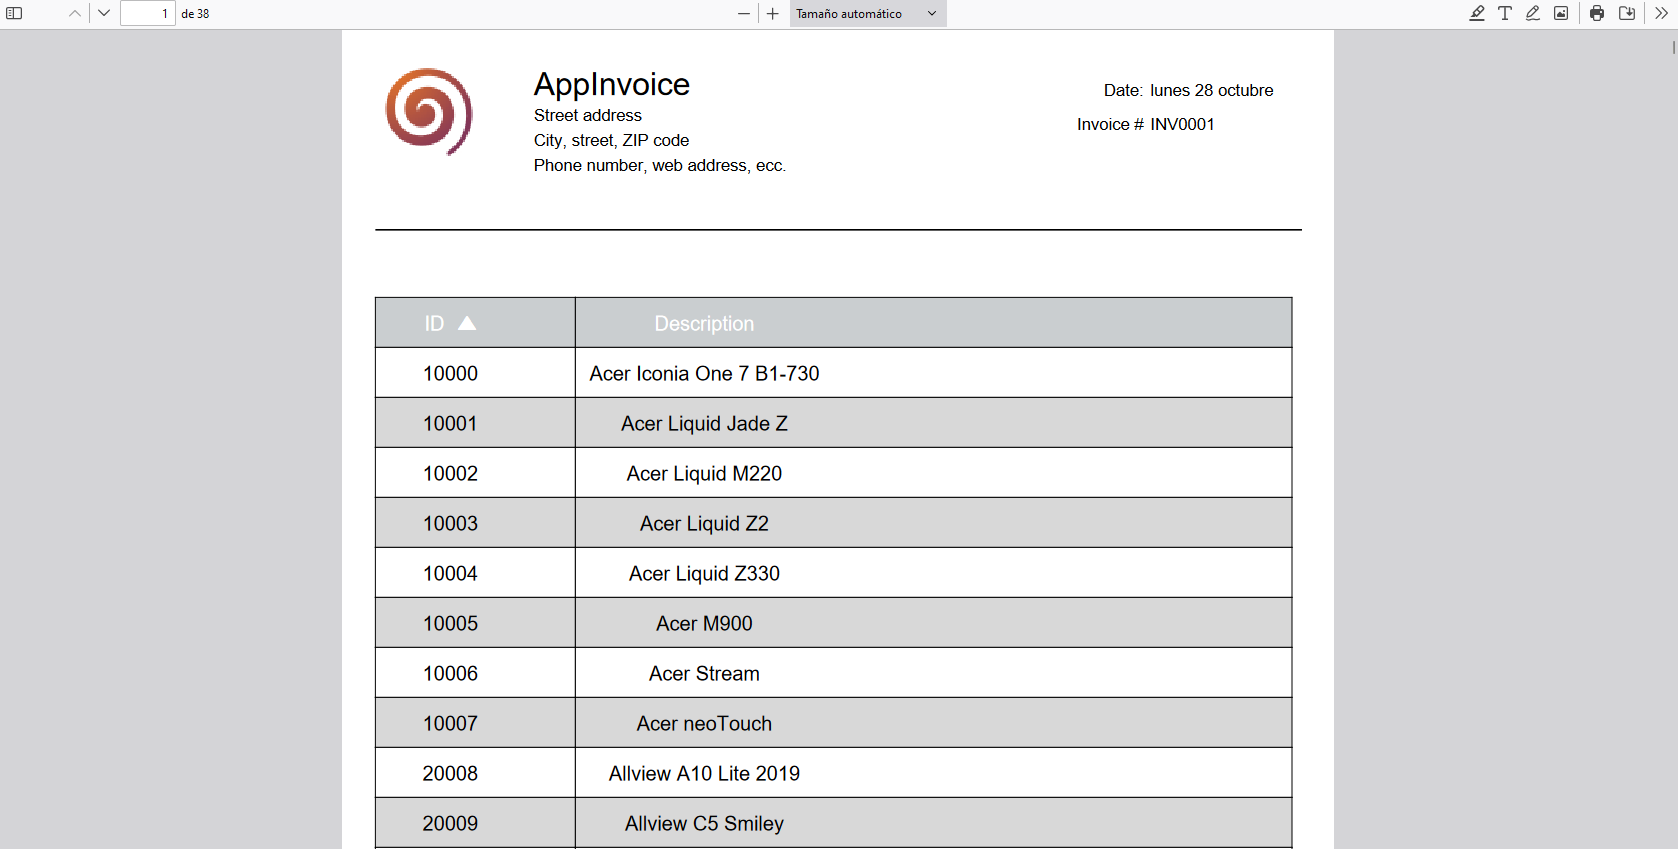 1 de 38 Tamaño automático
AppInvoice
Street address
City, street, ZIP code
Phone number, web address, ecc.
Date: lunes 28 octubre
Invoice # INV0001
ID ▲ Description
10000 Acer Iconia One 7 B1-730
10001 Acer Liquid Jade Z
10002 Acer Liquid M220
10003 Acer Liquid Z2
10004 Acer Liquid Z330
10005 Acer M900
10006 Acer Stream
10007 Acer neoTouch
20008 Allview A10 Lite 2019
20009 Allview C5 Smiley